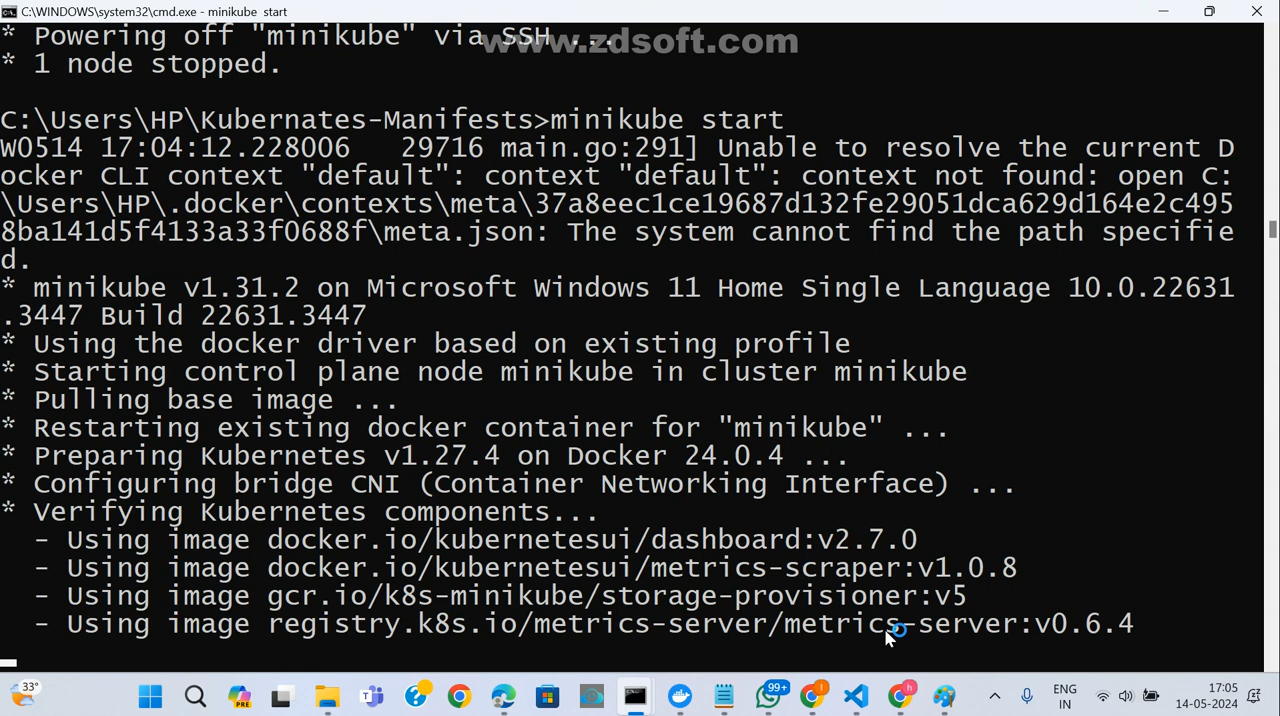 C:\WINDOWS\system32\cmd.exe - minikube start
* Powering off "minikube" via SSH ...
www.zdsoft.com
* 1 node stopped.
C:\Users\HP\Kubernates-Manifests>minikube start
W0514 17:04:12.228006   29716 main.go:291] Unable to resolve the current D
ocker CLI context "default": context "default": context not found: open C:
\Users\HP\.docker\contexts\meta\37a8eec1ce19687d132fe29051dca629d164e2c495
8ba141d5f4133a33f0688f\meta.json: The system cannot find the path specifie
d.
* minikube v1.31.2 on Microsoft Windows 11 Home Single Language 10.0.22631
.3447 Build 22631.3447
* Using the docker driver based on existing profile
* Starting control plane node minikube in cluster minikube
* Pulling base image ...
* Restarting existing docker container for "minikube" ...
* Preparing Kubernetes v1.27.4 on Docker 24.0.4 ...
* Configuring bridge CNI (Container Networking Interface) ...
* Verifying Kubernetes components...
- Using image docker.io/kubernetesui/dashboard:v2.7.0
- Using image docker.io/kubernetesui/metrics-scraper:v1.0.8
- Using image gcr.io/k8s-minikube/storage-provisioner:v5
- Using image registry.k8s.io/metrics-server/metrics-server:v0.6.4
33°
PRE
99+
ENG
IN
17:05
14-05-2024